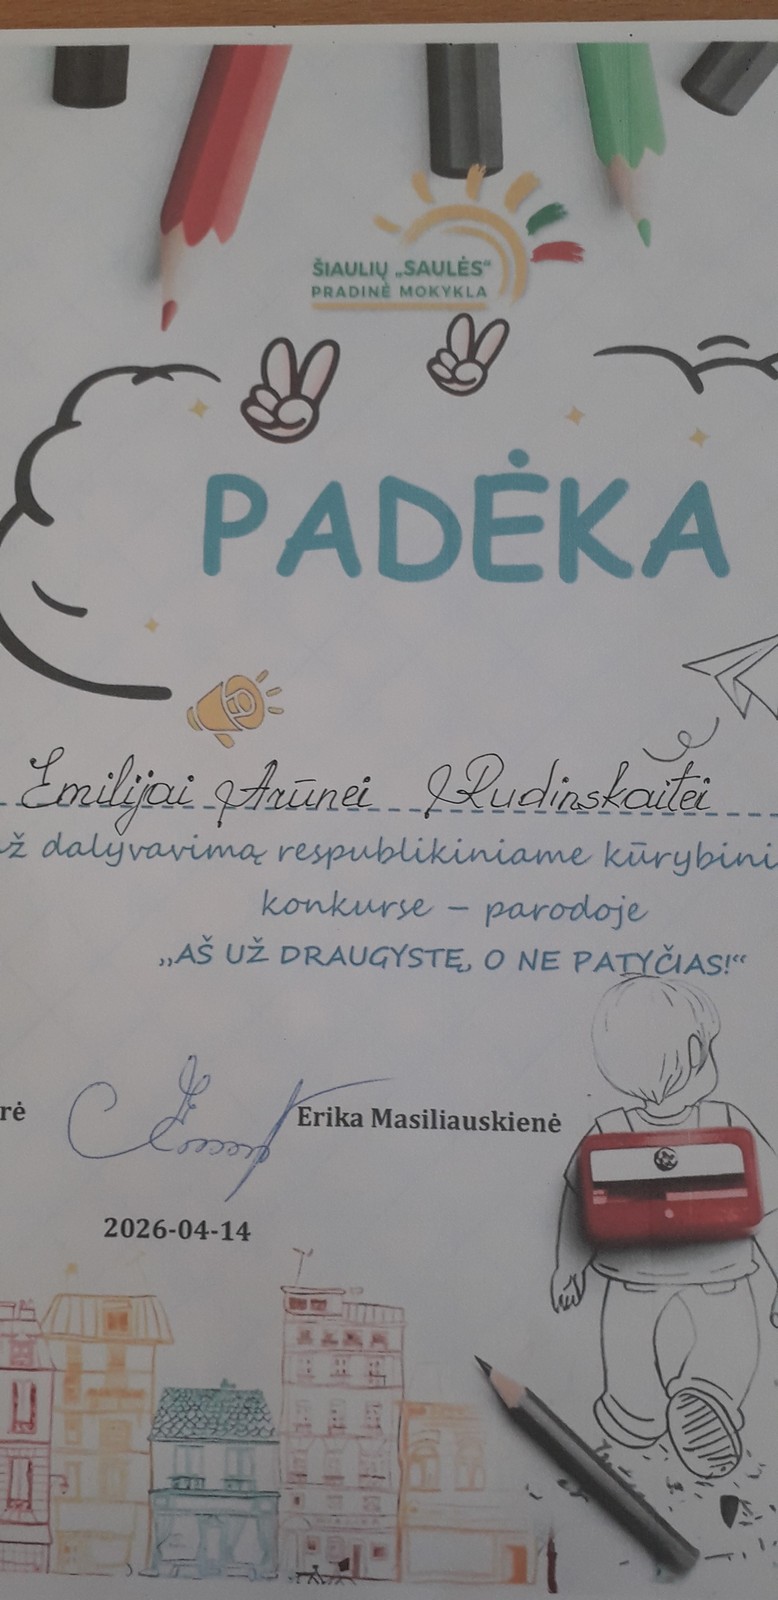 ŠIAULIŲ „SAULĖS“
PRADINĖ MOKYKLA
PADĖKA
Emilijai Arūnei Rudinskaitei
už dalyvavimą respublikiniame kūrybini
konkurse – parodoje
„AŠ UŽ DRAUGYSTĘ, O NE PATYČIAS!“
rė Erika Masiliauskienė
2026-04-14